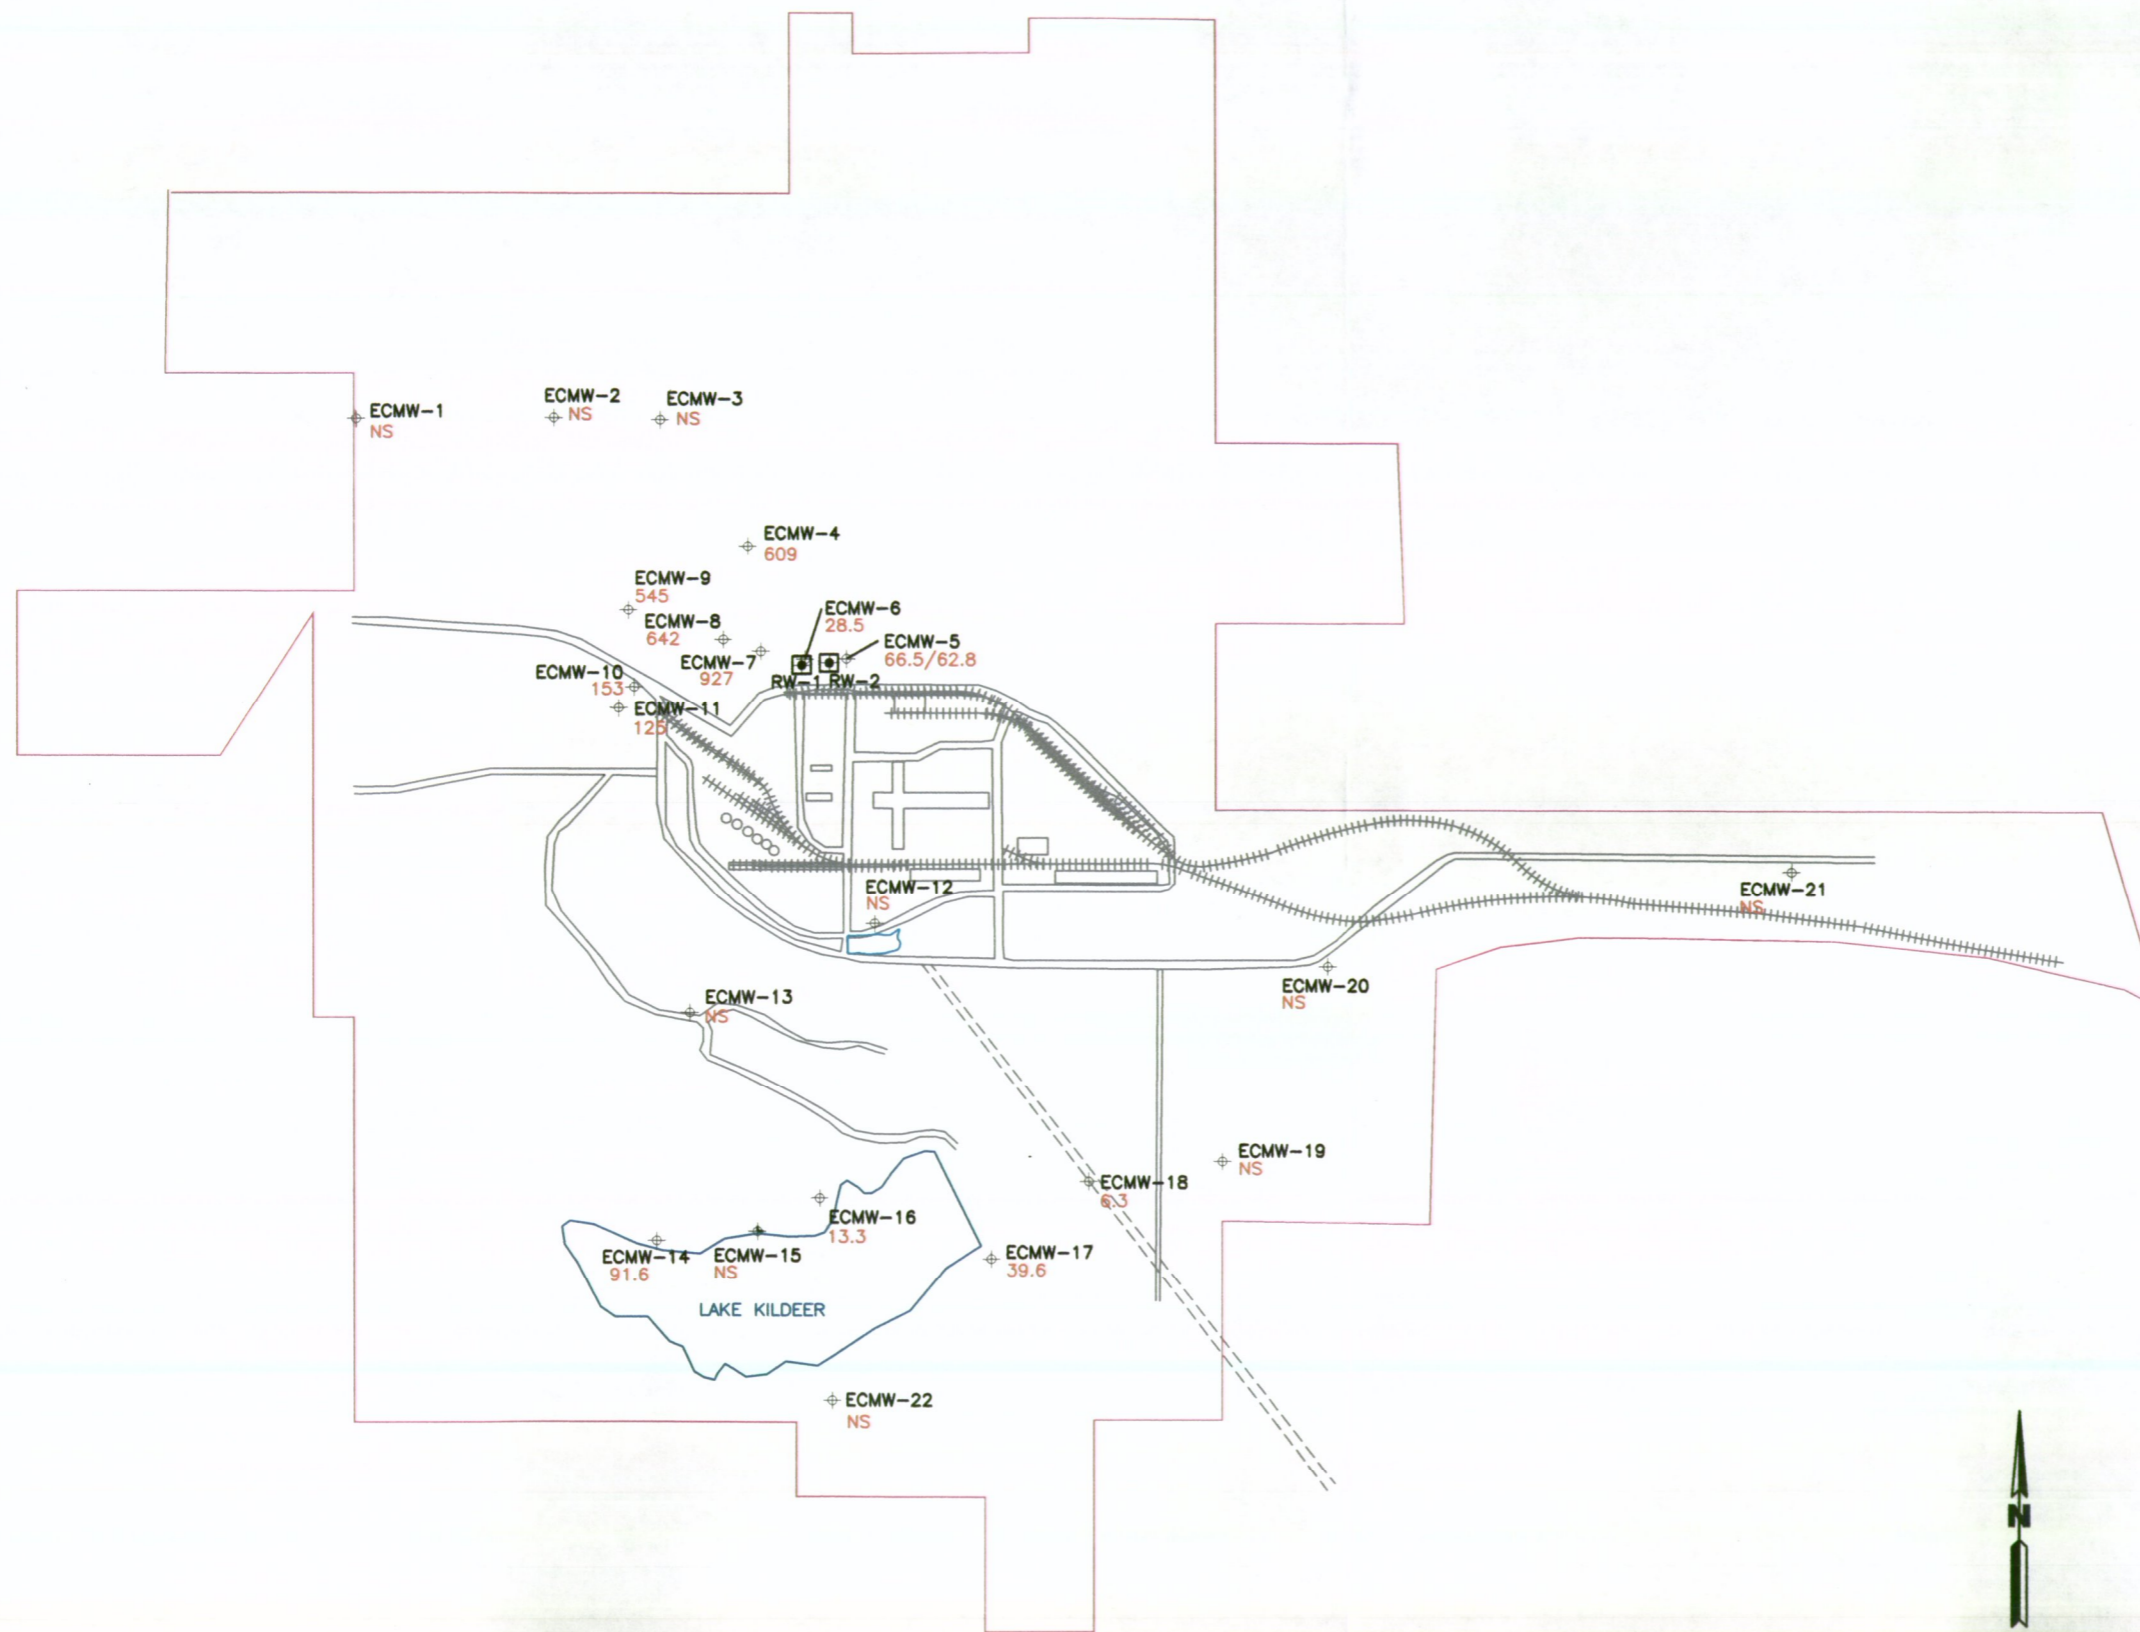 ECMW-1
NS
ECMW-2
NS
ECMW-3
NS
ECMW-4
609
ECMW-9
545
ECMW-8
642
ECMW-6
28.5
ECMW-5
66.5/62.8
ECMW-7
927
ECMW-10
153
RW-1
RW-2
ECMW-11
125
ECMW-12
NS
ECMW-21
NS
ECMW-20
NS
ECMW-13
NS
ECMW-19
NS
ECMW-18
6.3
ECMW-16
13.3
ECMW-14
91.6
ECMW-15
NS
ECMW-17
39.6
LAKE KILDEER
ECMW-22
NS
N